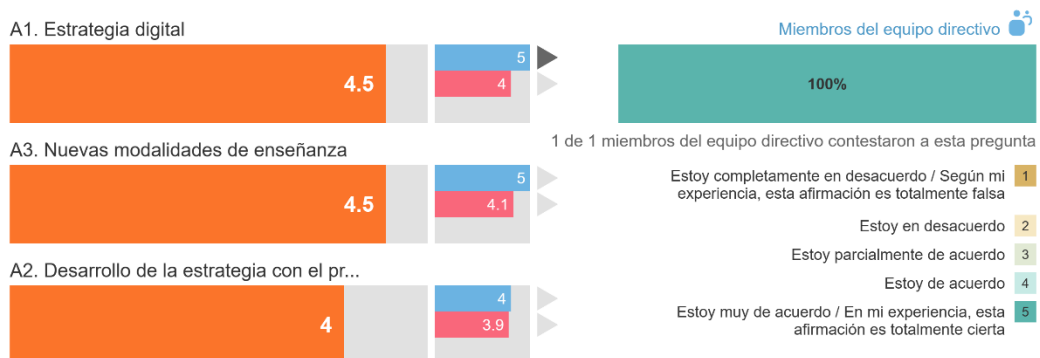 A1. Estrategia digital
4.5
5
4
A3. Nuevas modalidades de enseñanza
4.5
5
4.1
A2. Desarrollo de la estrategia con el pr...
4
4
3.9
Miembros del equipo directivo
100%
1 de 1 miembros del equipo directivo contestaron a esta pregunta
Estoy completamente en desacuerdo / Según mi
experiencia, esta afirmación es totalmente falsa
1
Estoy en desacuerdo 2
Estoy parcialmente de acuerdo 3
Estoy de acuerdo 4
Estoy muy de acuerdo / En mi experiencia, esta
afirmación es totalmente cierta
5